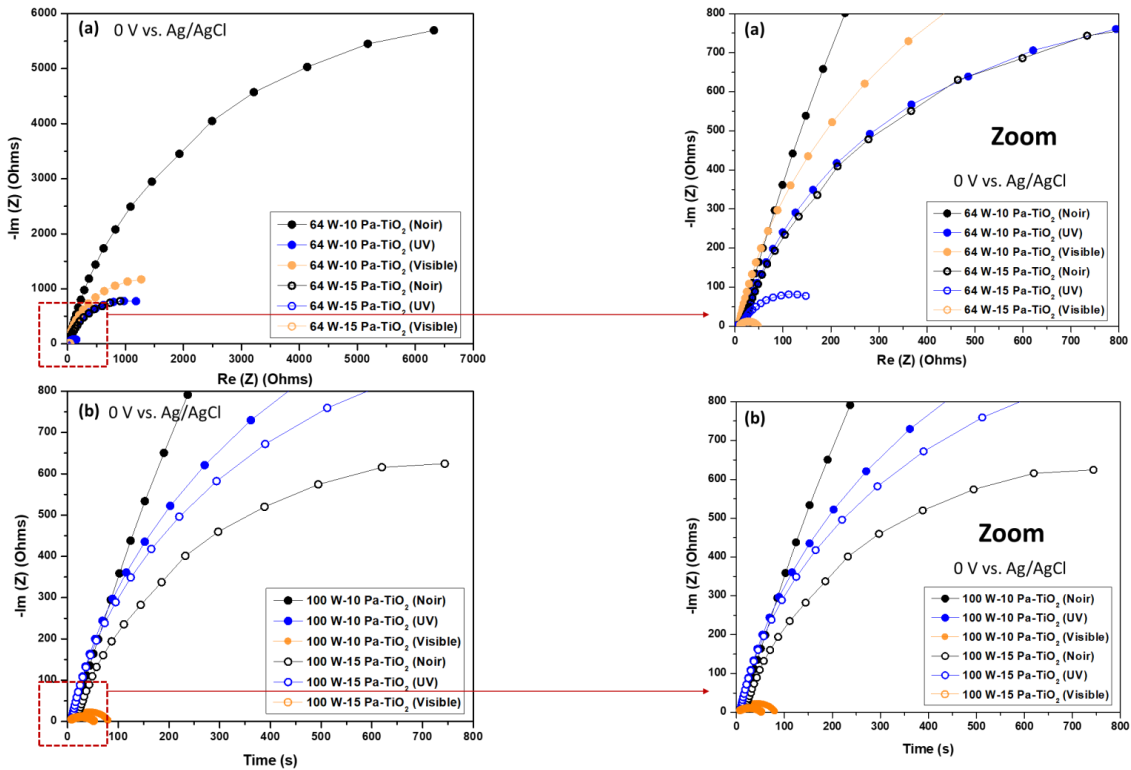 (a) 0 V vs. Ag/AgCl
-Im (Z) (Ohms)
6000
5000
4000
3000
2000
1000
0
0 1000 2000 3000 4000 5000 6000 7000
Re (Z) (Ohms)
64 W-10 Pa-TiO2 (Noir)
64 W-10 Pa-TiO2 (UV)
64 W-10 Pa-TiO2 (Visible)
64 W-15 Pa-TiO2 (Noir)
64 W-15 Pa-TiO2 (UV)
64 W-15 Pa-TiO2 (Visible)
(a)
Zoom
0 V vs. Ag/AgCl
-Im (Z) (Ohms)
800
700
600
500
400
300
200
100
0
0 100 200 300 400 500 600 700 800
Re (Z) (Ohms)
64 W-10 Pa-TiO2 (Noir)
64 W-10 Pa-TiO2 (UV)
64 W-10 Pa-TiO2 (Visible)
64 W-15 Pa-TiO2 (Noir)
64 W-15 Pa-TiO2 (UV)
64 W-15 Pa-TiO2 (Visible)
(b) 0 V vs. Ag/AgCl
-Im (Z) (Ohms)
800
700
600
500
400
300
200
100
0
0 100 200 300 400 500 600 700 800
Time (s)
100 W-10 Pa-TiO2 (Noir)
100 W-10 Pa-TiO2 (UV)
100 W-10 Pa-TiO2 (Visible)
100 W-15 Pa-TiO2 (Noir)
100 W-15 Pa-TiO2 (UV)
100 W-15 Pa-TiO2 (Visible)
(b)
Zoom
0 V vs. Ag/AgCl
-Im (Z) (Ohms)
800
700
600
500
400
300
200
100
0
0 100 200 300 400 500 600 700 800
Time (s)
100 W-10 Pa-TiO2 (Noir)
100 W-10 Pa-TiO2 (UV)
100 W-10 Pa-TiO2 (Visible)
100 W-15 Pa-TiO2 (Noir)
100 W-15 Pa-TiO2 (UV)
100 W-15 Pa-TiO2 (Visible)